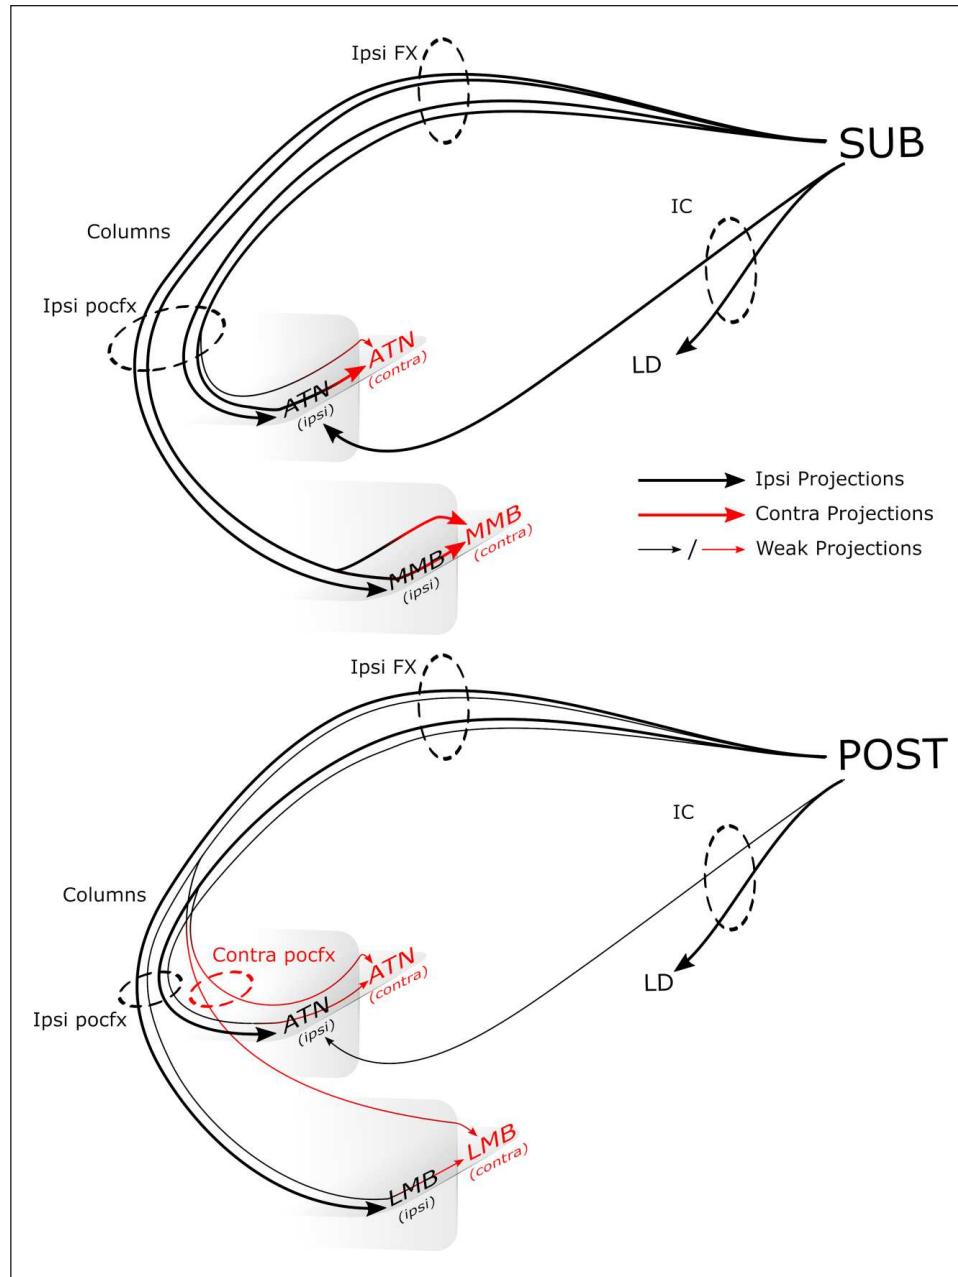 Ipsi FX
SUB
IC
Columns
Ipsi pocfx
ATN
(contra)
LD
ATN
(ipsi)
Ipsi Projections
Contra Projections
/ Weak Projections
MMB
(contra)
MMB
(ipsi)
Ipsi FX
POST
IC
Columns
Contra pocfx
ATN
(contra)
LD
Ipsi pocfx
ATN
(ipsi)
LMB
(contra)
LMB
(ipsi)